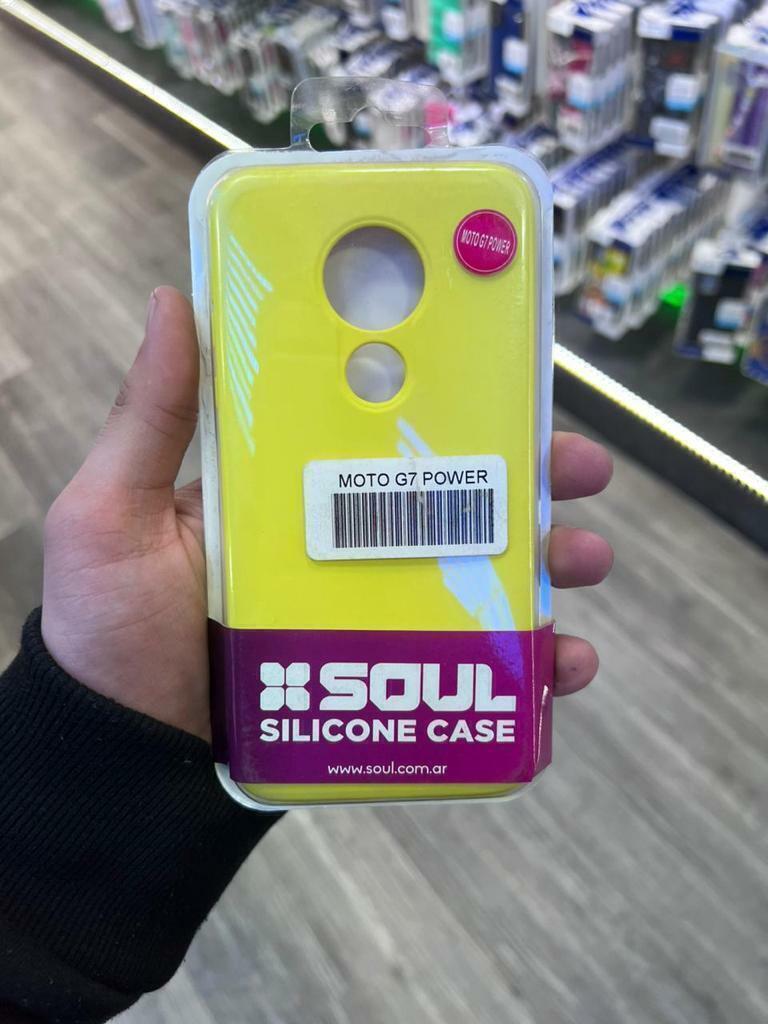 MOTO G7 POWER
MOTO G7 POWER
SOUL
SILICONE CASE
www.soul.com.ar